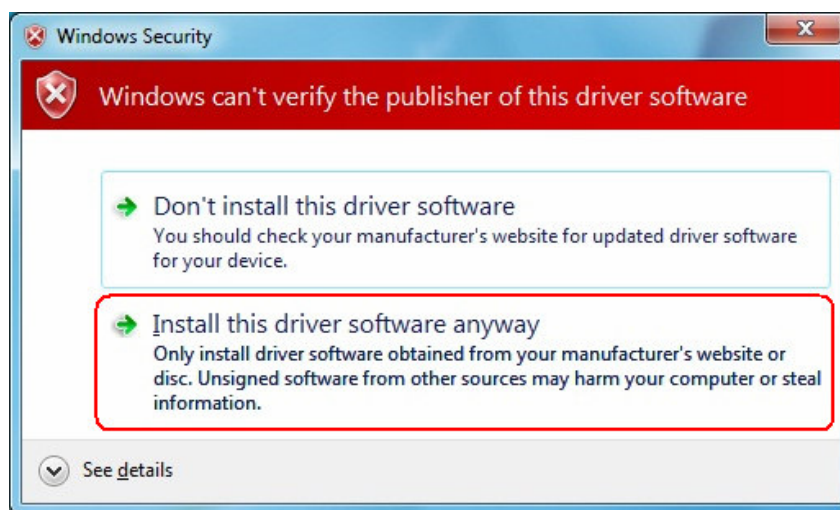 Windows Security
Windows can't verify the publisher of this driver software
Don't install this driver software
You should check your manufacturer's website for updated driver software
for your device.
Install this driver software anyway
Only install driver software obtained from your manufacturer's website or
disc. Unsigned software from other sources may harm your computer or steal
information.
See details